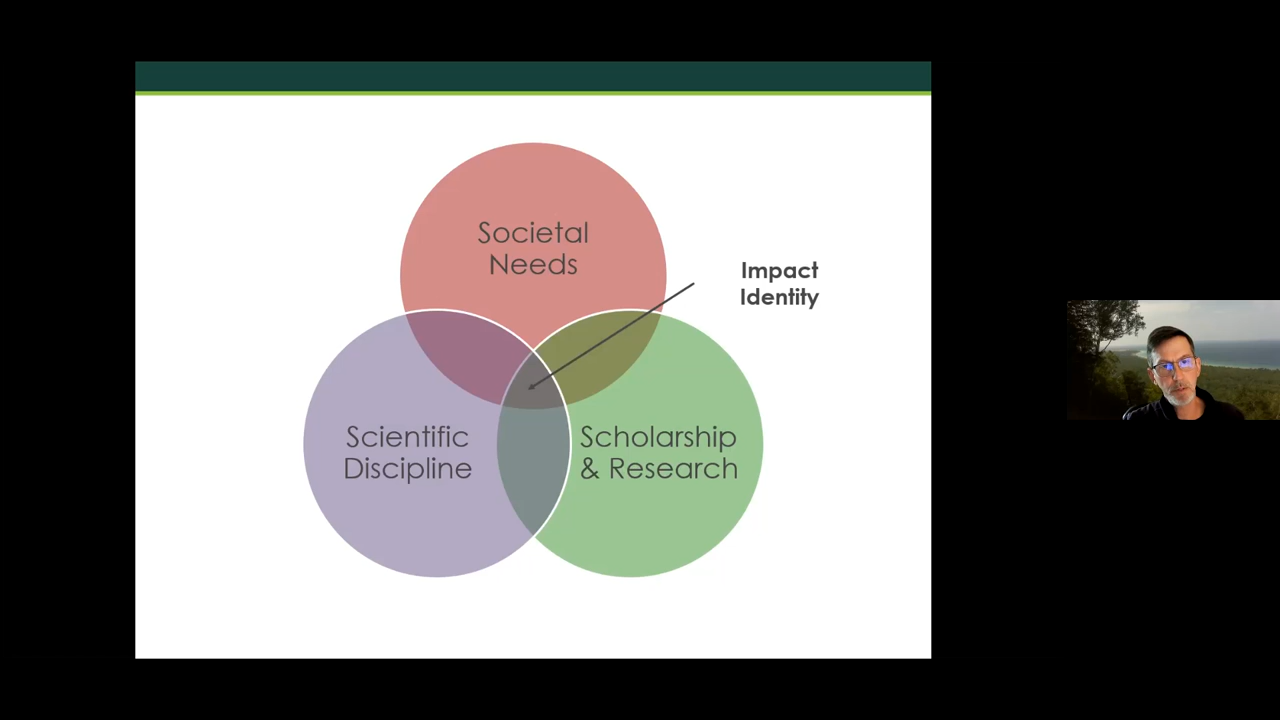 Societal
Needs
Impact
Identity
Scientific
Discipline
Scholarship
& Research